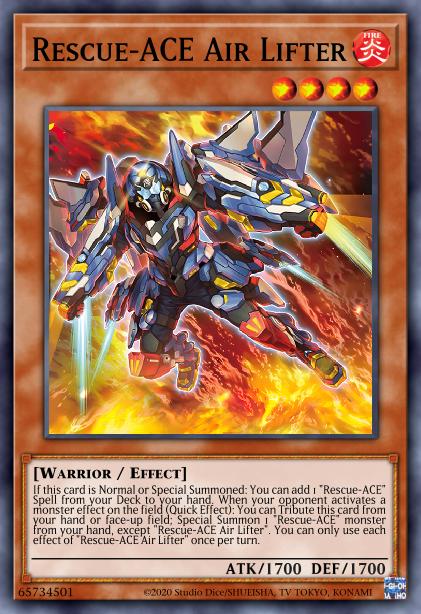 Rescue-ACE Air Lifter
FIRE
炎
[Warrior / Effect]
If this card is Normal or Special Summoned: You can add 1 "Rescue-ACE"
Spell from your Deck to your hand. When your opponent activates a
monster effect on the field (Quick Effect): You can Tribute this card from
your hand or face-up field; Special Summon 1 "Rescue-ACE" monster
from your hand, except "Rescue-ACE Air Lifter". You can only use each
effect of "Rescue-ACE Air Lifter" once per turn.
ATK/1700 DEF/1700
65734501
©2020 Studio Dice/SHUEISHA, TV TOKYO, KONAMI